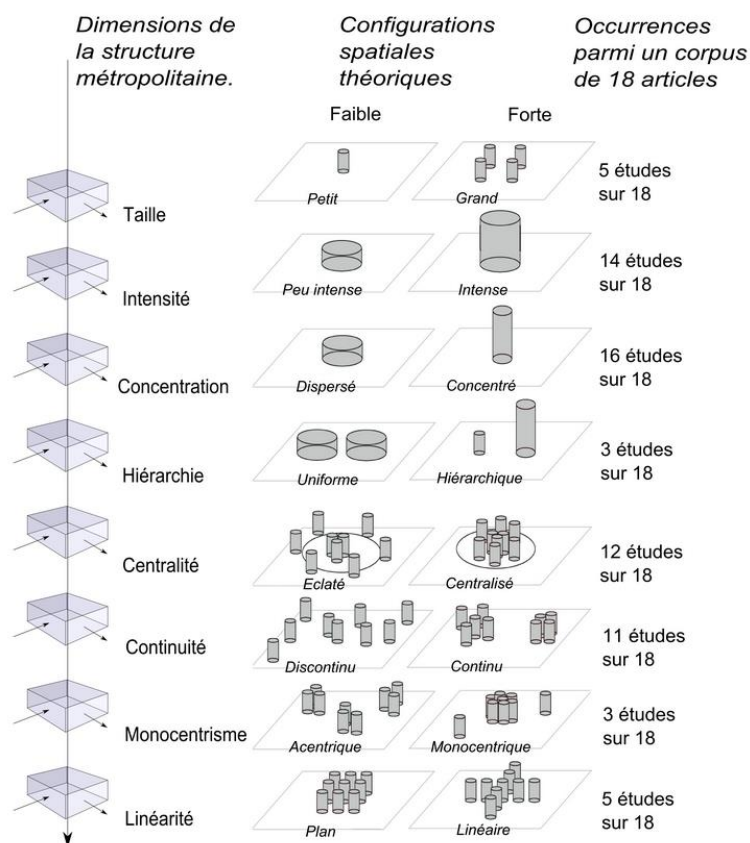 Dimensions de
la structure
métropolitaine.
Configurations
spatiales
théoriques
Occurrences
parmi un corpus
de 18 articles
Faible
Forte
Taille
Petit
Grand
5 études
sur 18
Intensité
Peu intense
Intense
14 études
sur 18
Concentration
Dispersé
Concentré
16 études
sur 18
Hiérarchie
Uniforme
Hiérarchique
3 études
sur 18
Centralité
Eclaté
Centralisé
12 études
sur 18
Continuité
Discontinu
Continu
11 études
sur 18
Monocentrisme
Acentrique
Monocentrique
3 études
sur 18
Linéarité
Plan
Linéaire
5 études
sur 18